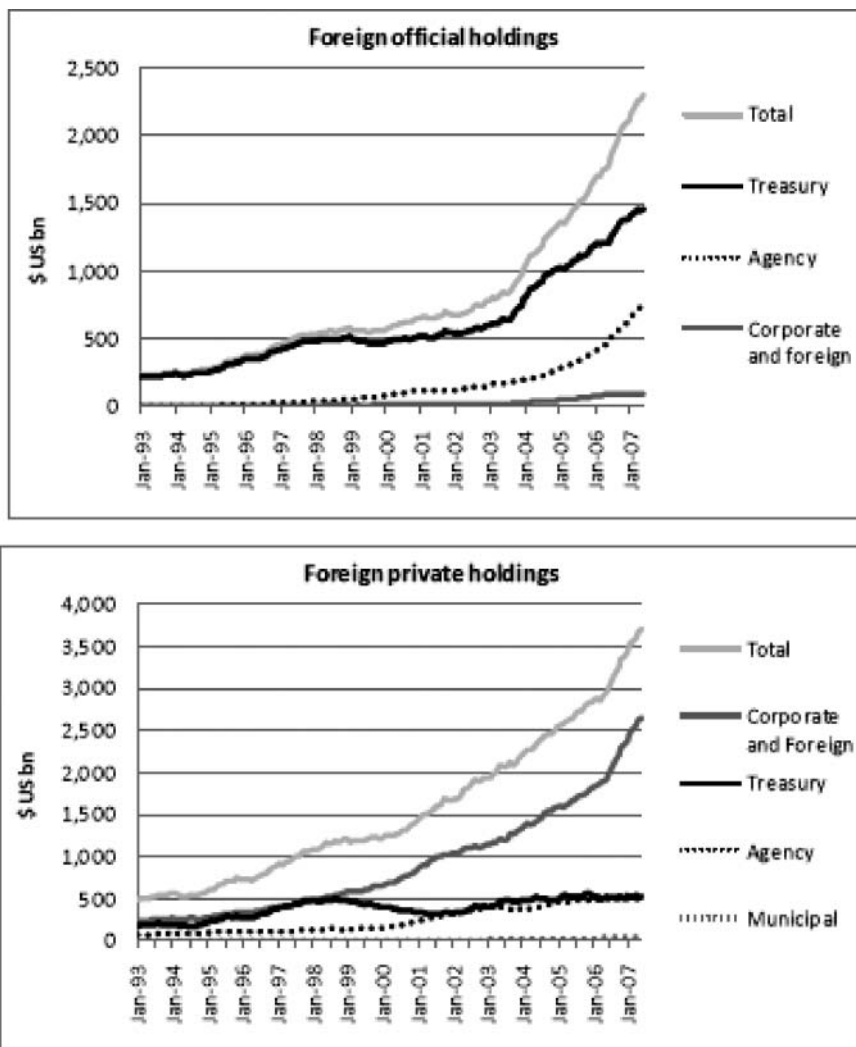 Foreign official holdings
2,500
2,000
1,500
1,000
500
0
$ US bn
Jan-93
Jan-94
Jan-95
Jan-96
Jan-97
Jan-98
Jan-99
Jan-00
Jan-01
Jan-02
Jan-03
Jan-04
Jan-05
Jan-06
Jan-07
Total
Treasury
Agency
Corporate
and foreign
Foreign private holdings
4,000
3,500
3,000
2,500
2,000
1,500
1,000
500
0
$ US bn
Jan-93
Jan-94
Jan-95
Jan-96
Jan-97
Jan-98
Jan-99
Jan-00
Jan-01
Jan-02
Jan-03
Jan-04
Jan-05
Jan-06
Jan-07
Total
Corporate
and Foreign
Treasury
Agency
Municipal